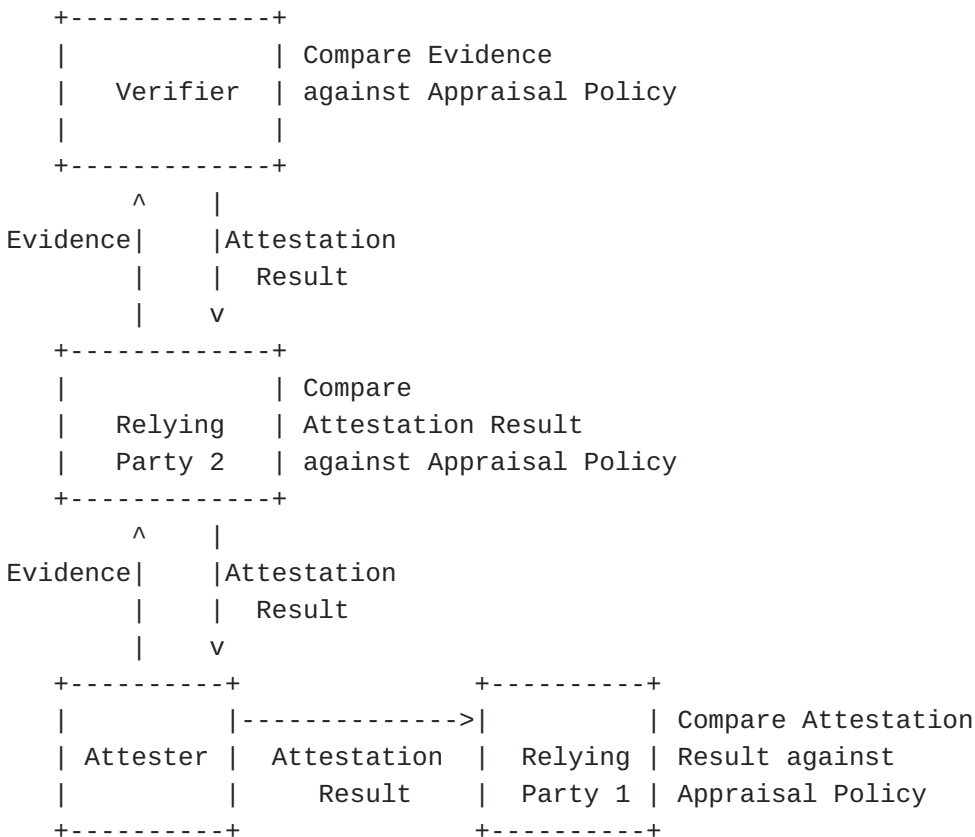 Compare Evidence
Verifier against Appraisal Policy
Evidence Attestation
Result
Compare
Relying Attestation Result
Party 2 against Appraisal Policy
Evidence Attestation
Result
Compare Attestation
Attester Attestation Relying Result against
Result Party 1 Appraisal Policy